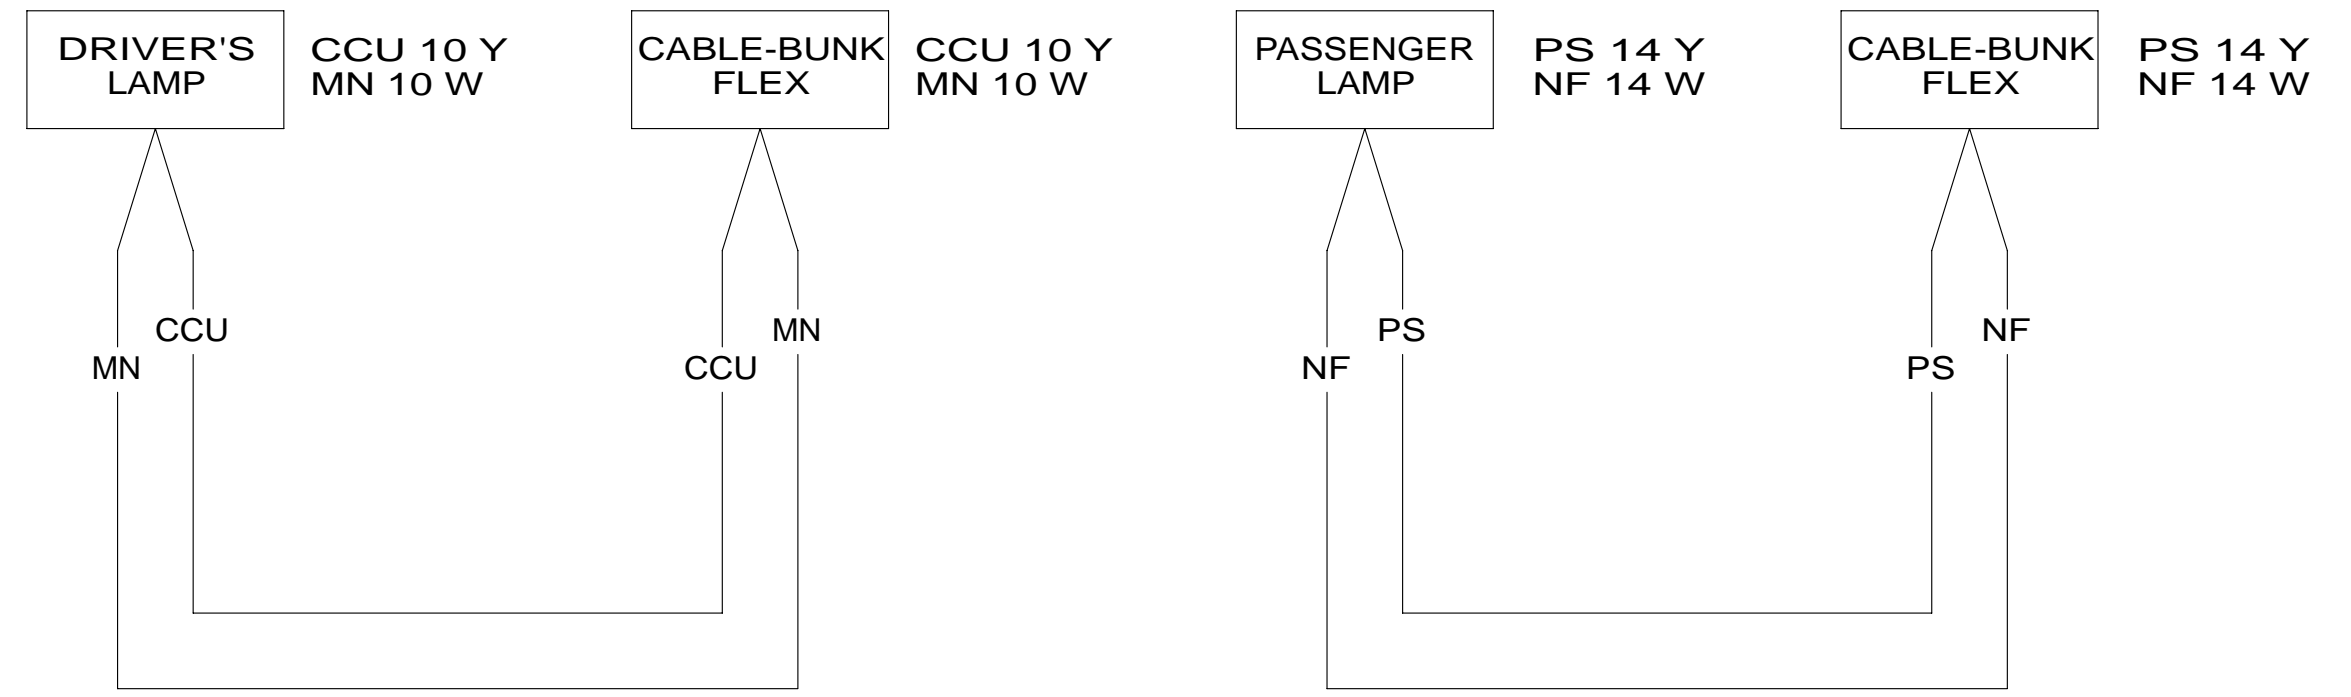 DRIVER'S
LAMP
CCU 10 Y
MN 10 W
CABLE-BUNK
FLEX
CCU 10 Y
MN 10 W
PASSENGER
LAMP
PS 14 Y
NF 14 W
CABLE-BUNK
FLEX
PS 14 Y
NF 14 W
CCU
MN
MN
CCU
PS
NF
NF
PS